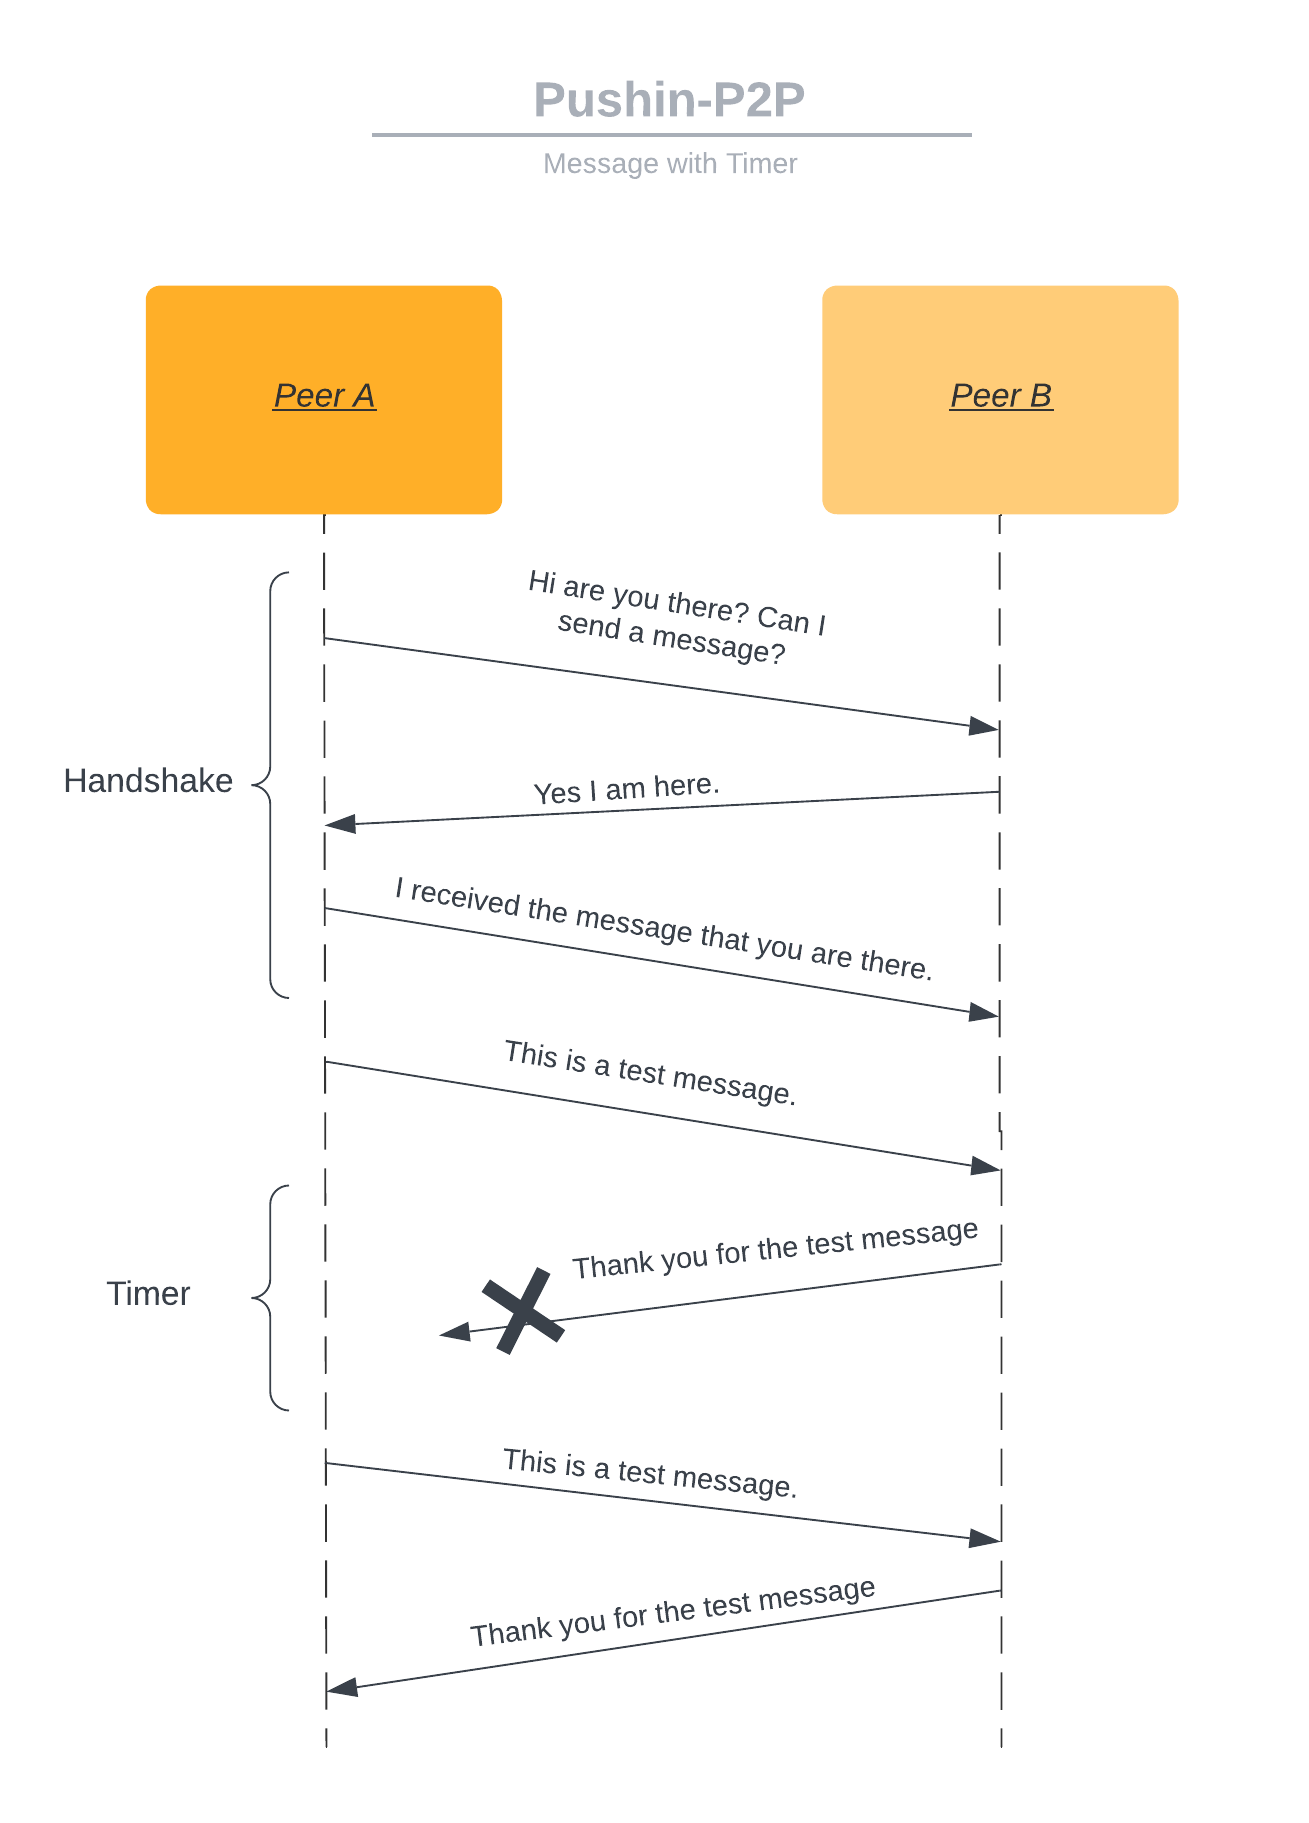 Pushin-P2P
Message with Timer
Peer A
Peer B
Hi are you there? Can I
send a message?
Handshake
Yes I am here.
I received the message that you are there.
This is a test message.
Thank you for the test message
Timer
This is a test message.
Thank you for the test message